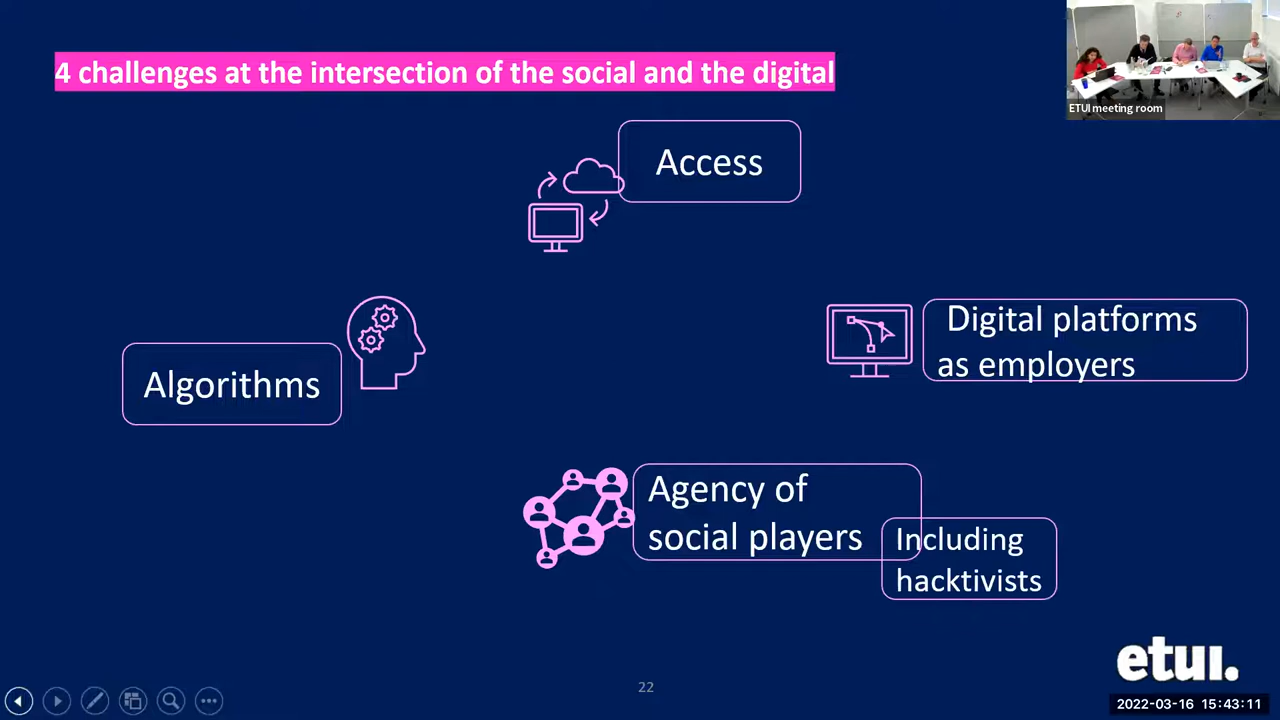 4 challenges at the intersection of the social and the digital
ETUI meeting room
Access
Digital platforms
as employers
Algorithms
Agency of
social players
Including
hacktivists
etui.
22
2022-03-16 15:43:11